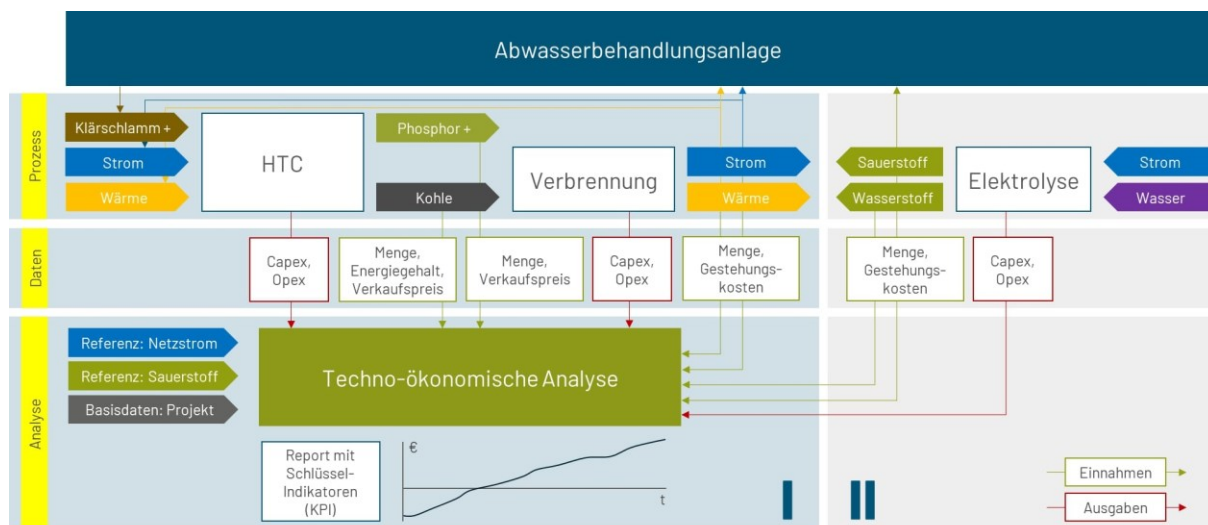 Abwasserbehandlungsanlage
Prozess
Klärschlamm +
Strom
Wärme
HTC
Phosphor +
Kohle
Verbrennung
Strom
Wärme
Sauerstoff
Wasserstoff
Elektrolyse
Strom
Wasser
Daten
Capex,
Opex
Menge,
Energiegehalt,
Verkaufspreis
Menge,
Verkaufspreis
Capex,
Opex
Menge,
Gestehungs-
kosten
Menge,
Gestehungs-
kosten
Capex,
Opex
Analyse
Referenz: Netzstrom
Referenz: Sauerstoff
Basisdaten: Projekt
Techno-ökonomische Analyse
Report mit
Schlüssel-
Indikatoren
(KPI)
€
t
I
II
Einnahmen
Ausgaben